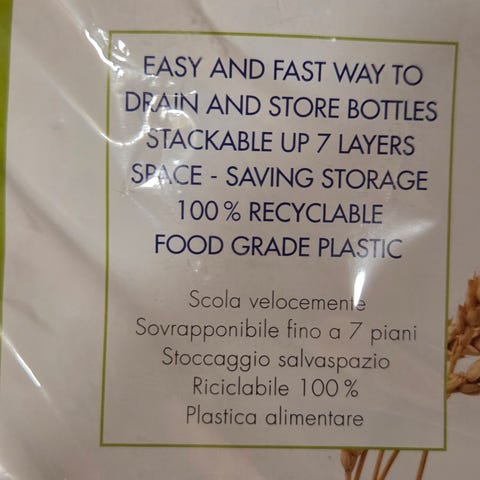 EASY AND FAST WAY TO
DRAIN AND STORE BOTTLES
STACKABLE UP 7 LAYERS
SPACE - SAVING STORAGE
100 % RECYCLABLE
FOOD GRADE PLASTIC
Scola velocemente
Sovrapponibile fino a 7 piani
Stoccaggio salvaspazio
Riciclabile 100 %
Plastica alimentare